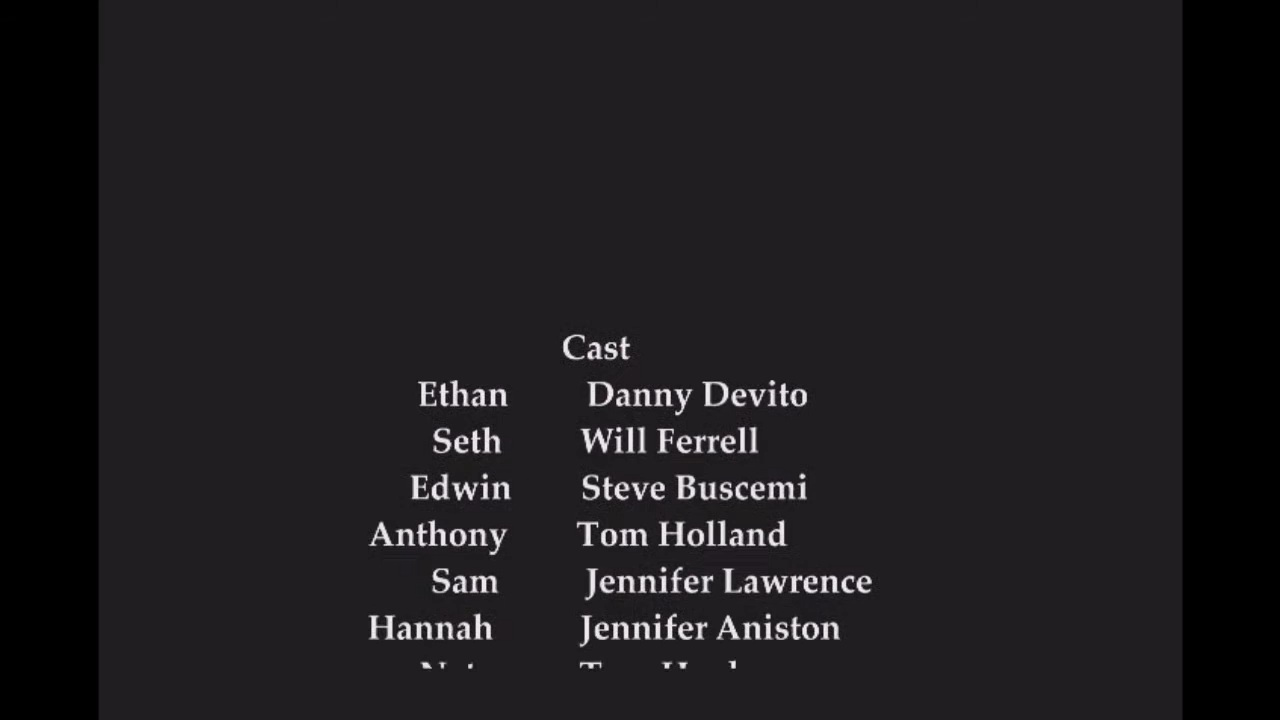 Cast
Ethan Danny Devito
Seth Will Ferrell
Edwin Steve Buscemi
Anthony Tom Holland
Sam Jennifer Lawrence
Hannah Jennifer Aniston